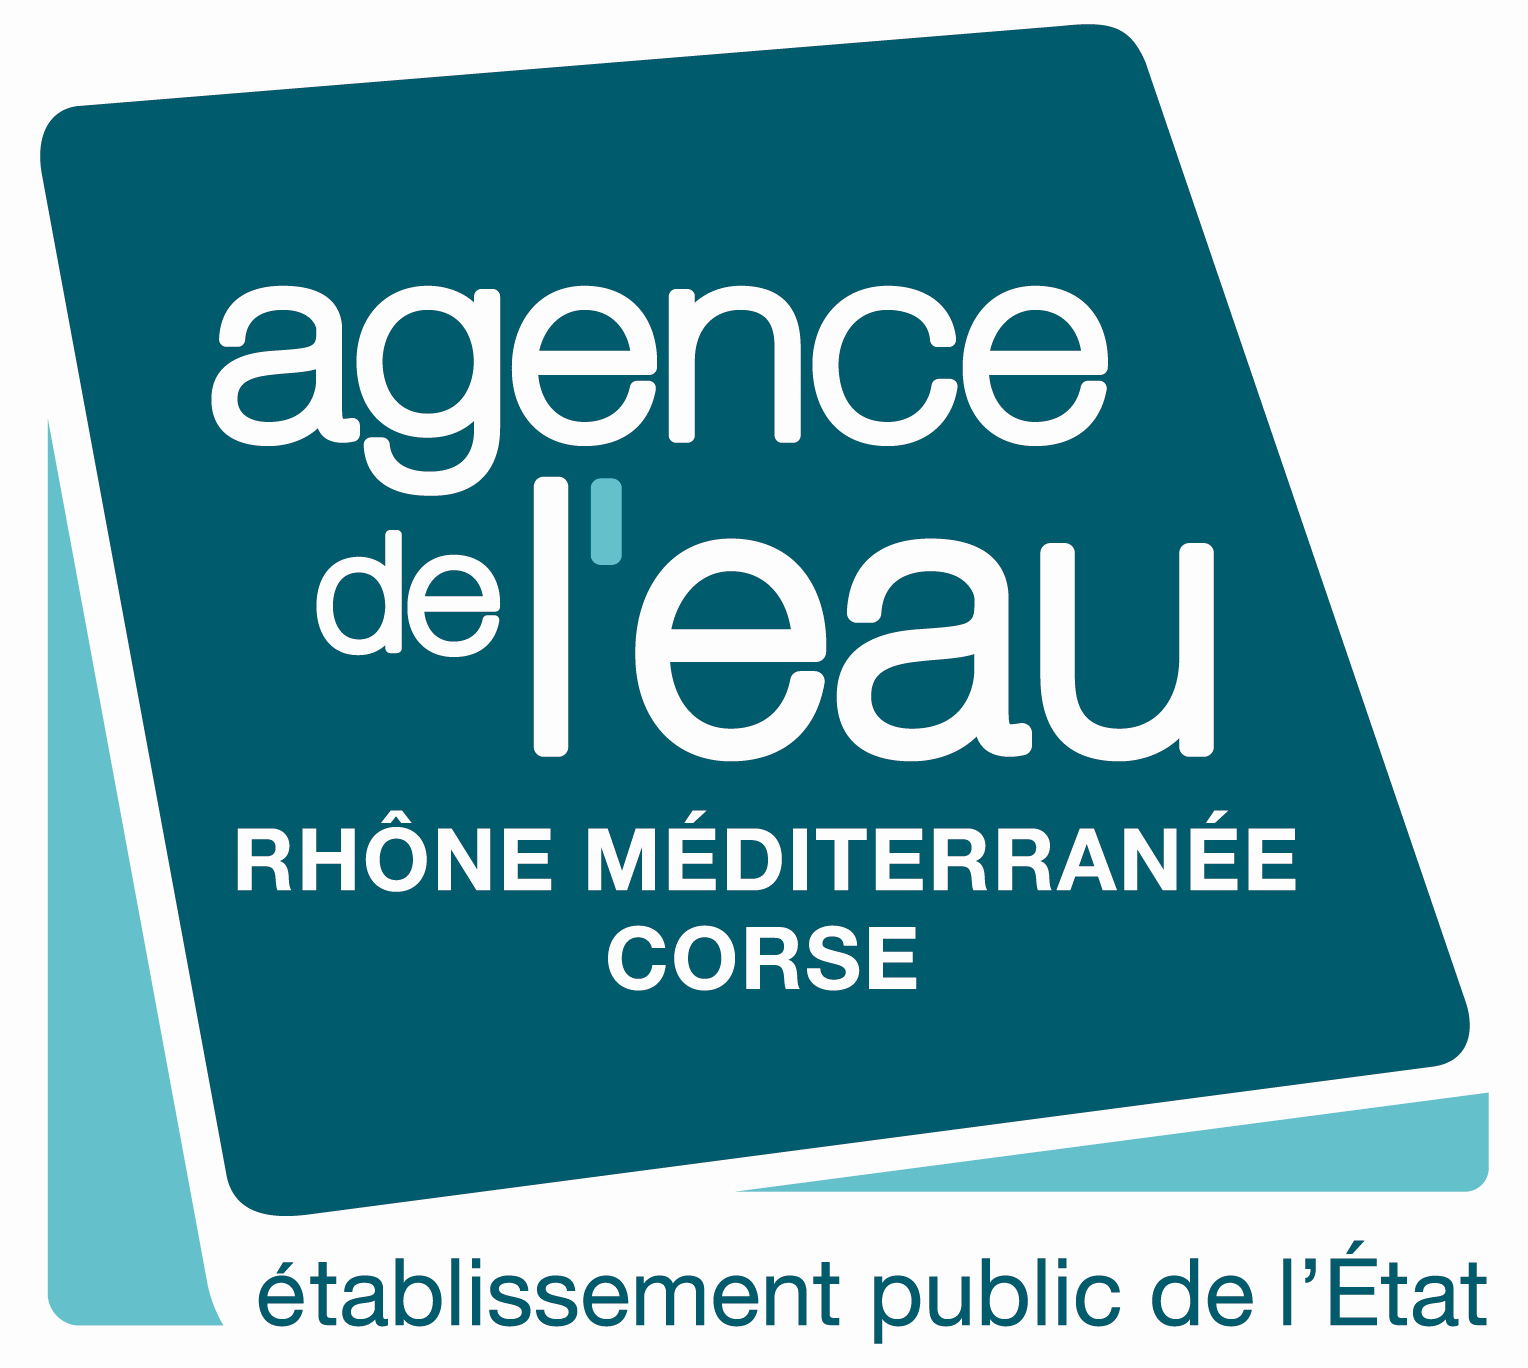 agence
de l'eau
RHÔNE MÉDITERRANÉE
CORSE
établissement public de l’État